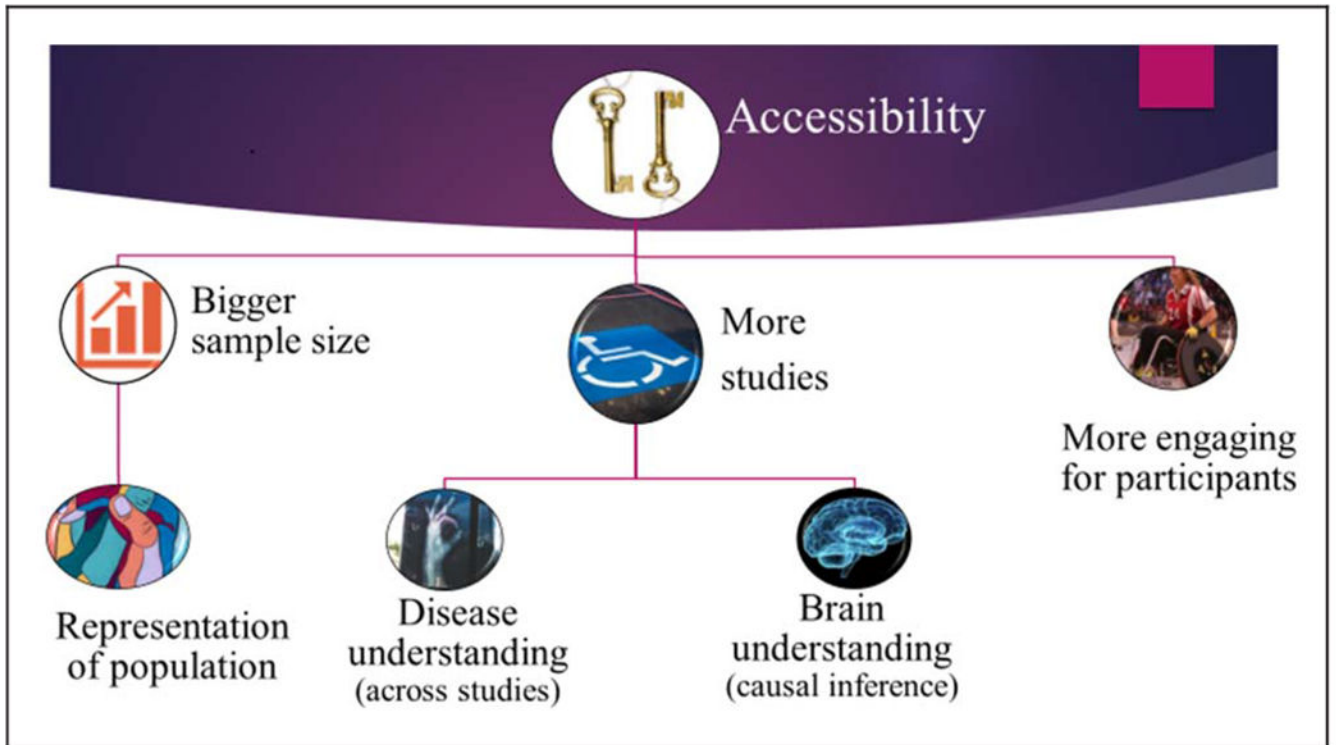 Accessibility
Bigger
sample size
More
studies
More engaging
for participants
Representation
of population
Disease
understanding
(across studies)
Brain
understanding
(causal inference)